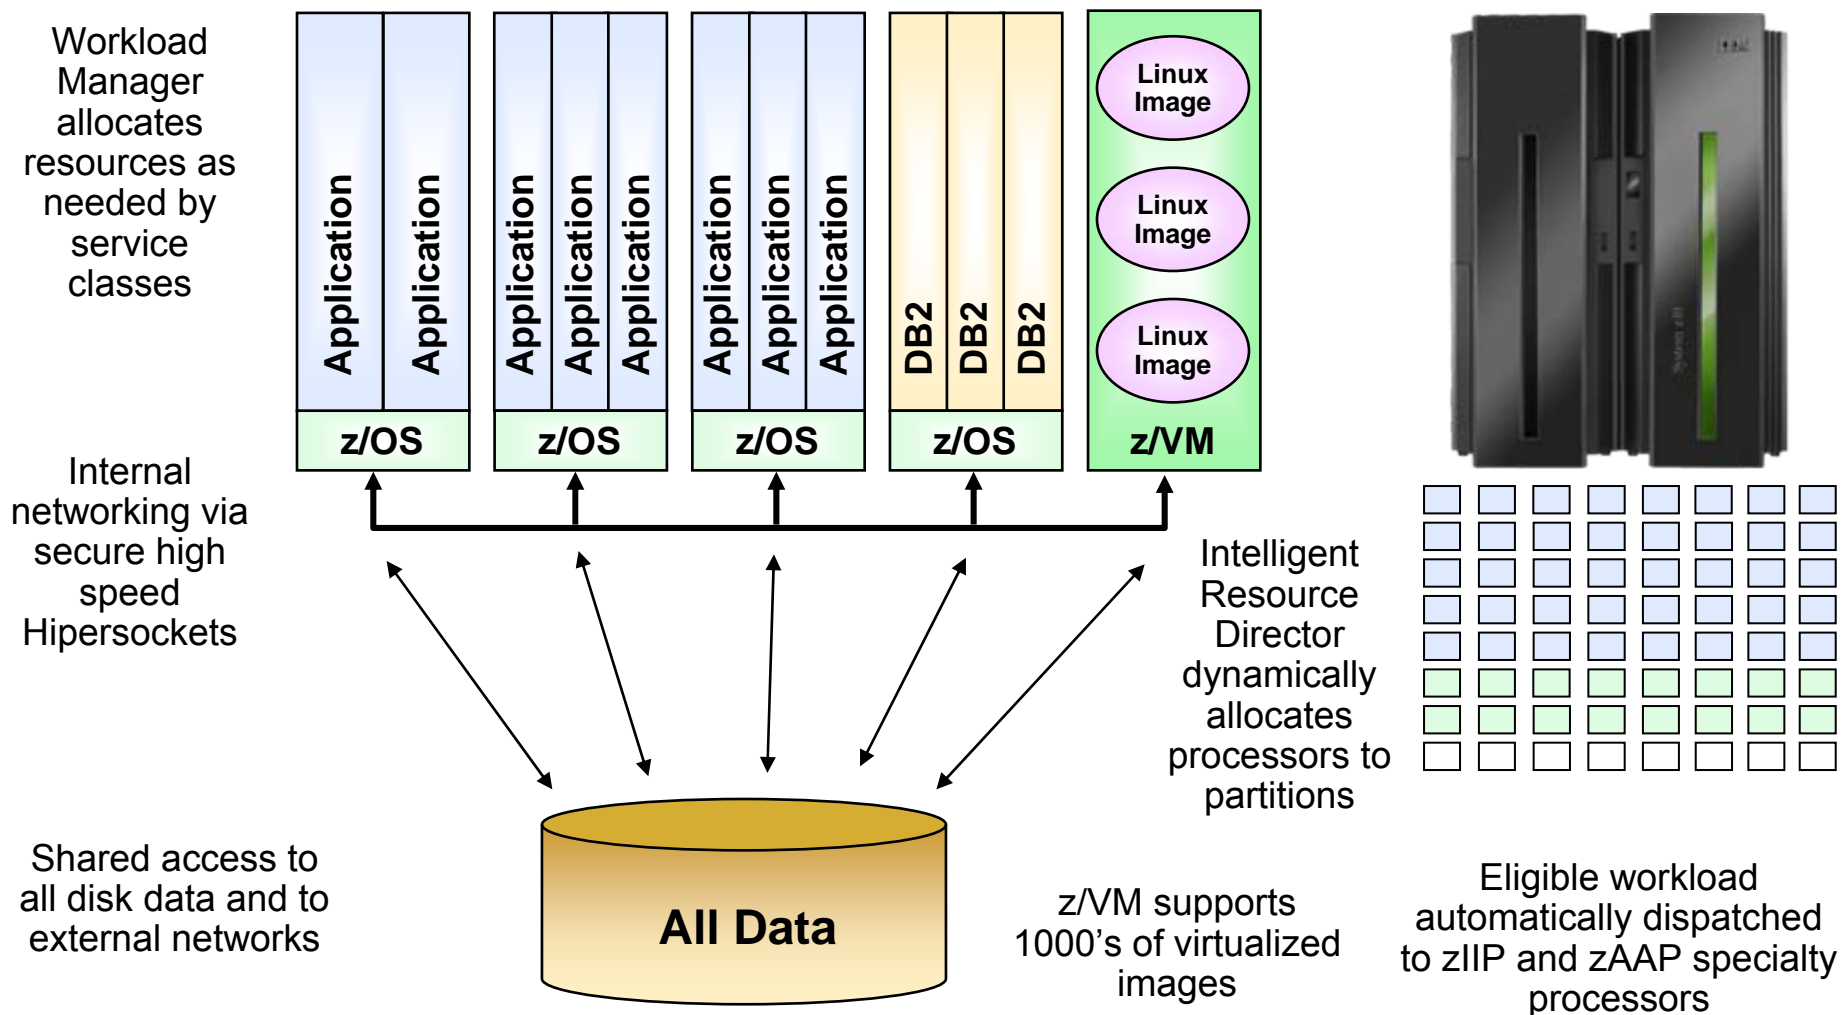 Workload
Manager
allocates
resources as
needed by
service
classes
Application
Application
z/OS
Application
Application
Application
z/OS
Application
Application
Application
z/OS
DB2
DB2
DB2
z/OS
Linux
Image
Linux
Image
Linux
Image
z/VM
Internal
networking via
secure high
speed
Hipersockets
Intelligent
Resource
Director
dynamically
allocates
processors to
partitions
Shared access to
all disk data and to
external networks
All Data
z/VM supports
1000’s of virtualized
images
Eligible workload
automatically dispatched
to zIIP and zAAP specialty
processors